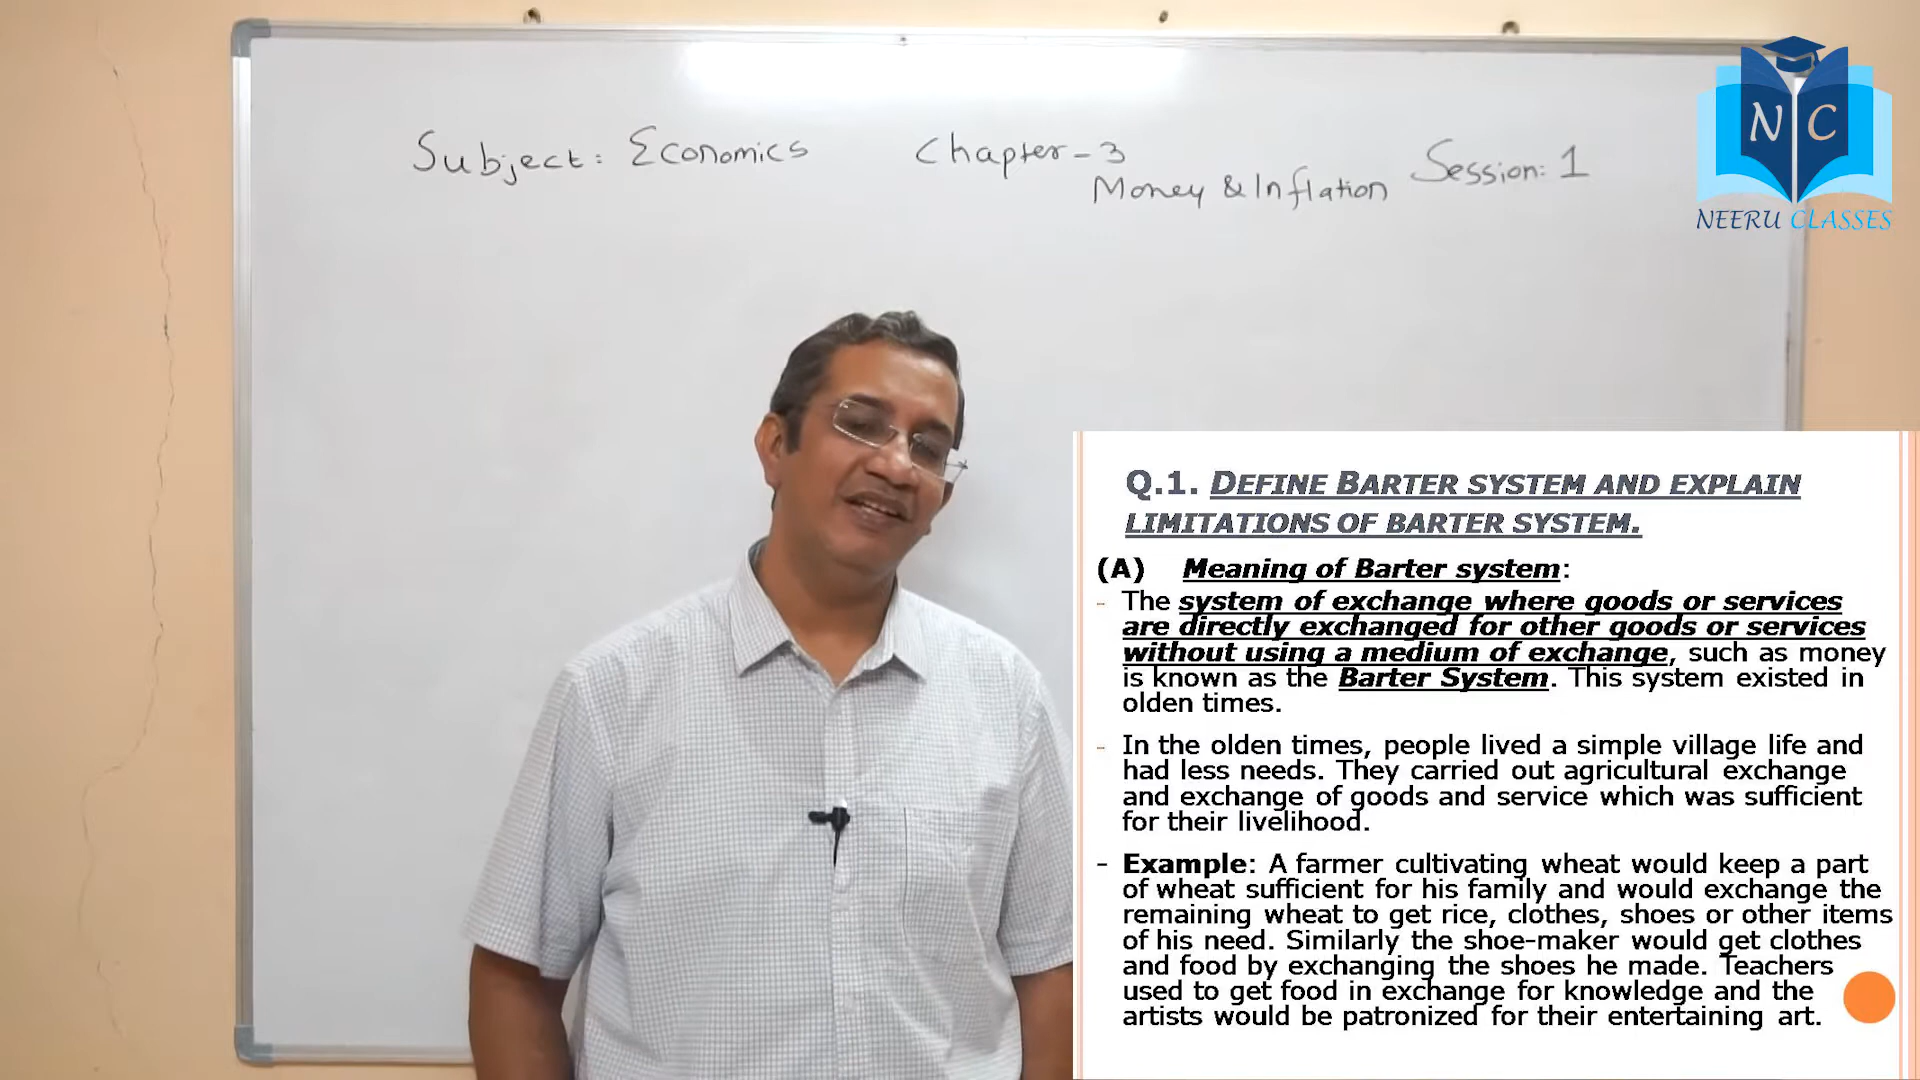 Subject: Economics Chapter-3 Session: 1
Money & Inflation
N C
NEERU CLASSES
Q.1. DEFINE BARTER SYSTEM AND EXPLAIN
LIMITATIONS OF BARTER SYSTEM.
(A) Meaning of Barter system:
- The system of exchange where goods or services
are directly exchanged for other goods or services
without using a medium of exchange, such as money
is known as the Barter System. This system existed in
olden times.
- In the olden times, people lived a simple village life and
had less needs. They carried out agricultural exchange
and exchange of goods and service which was sufficient
for their livelihood.
- Example: A farmer cultivating wheat would keep a part
of wheat sufficient for his family and would exchange the
remaining wheat to get rice, clothes, shoes or other items
of his need. Similarly the shoe-maker would get clothes
and food by exchanging the shoes he made. Teachers
used to get food in exchange for knowledge and the
artists would be patronized for their entertaining art.